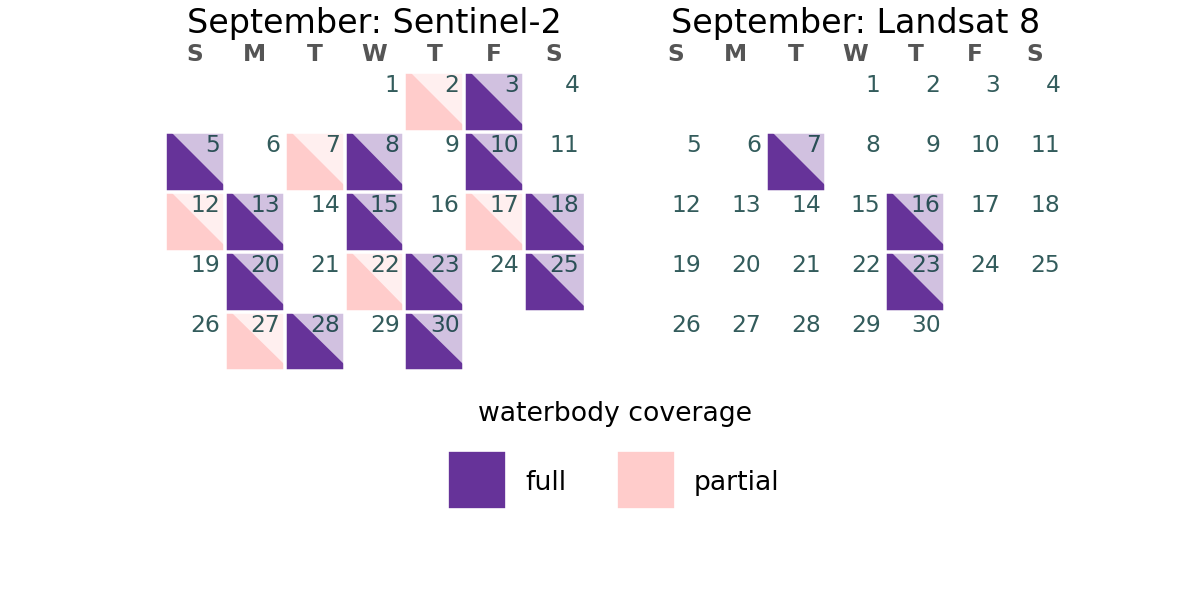 September: Sentinel-2
S M T W T F S
1 2 3 4
5 6 7 8 9 10 11
12 13 14 15 16 17 18
19 20 21 22 23 24 25
26 27 28 29 30
September: Landsat 8
S M T W T F S
1 2 3 4
5 6 7 8 9 10 11
12 13 14 15 16 17 18
19 20 21 22 23 24 25
26 27 28 29 30
waterbody coverage
full partial